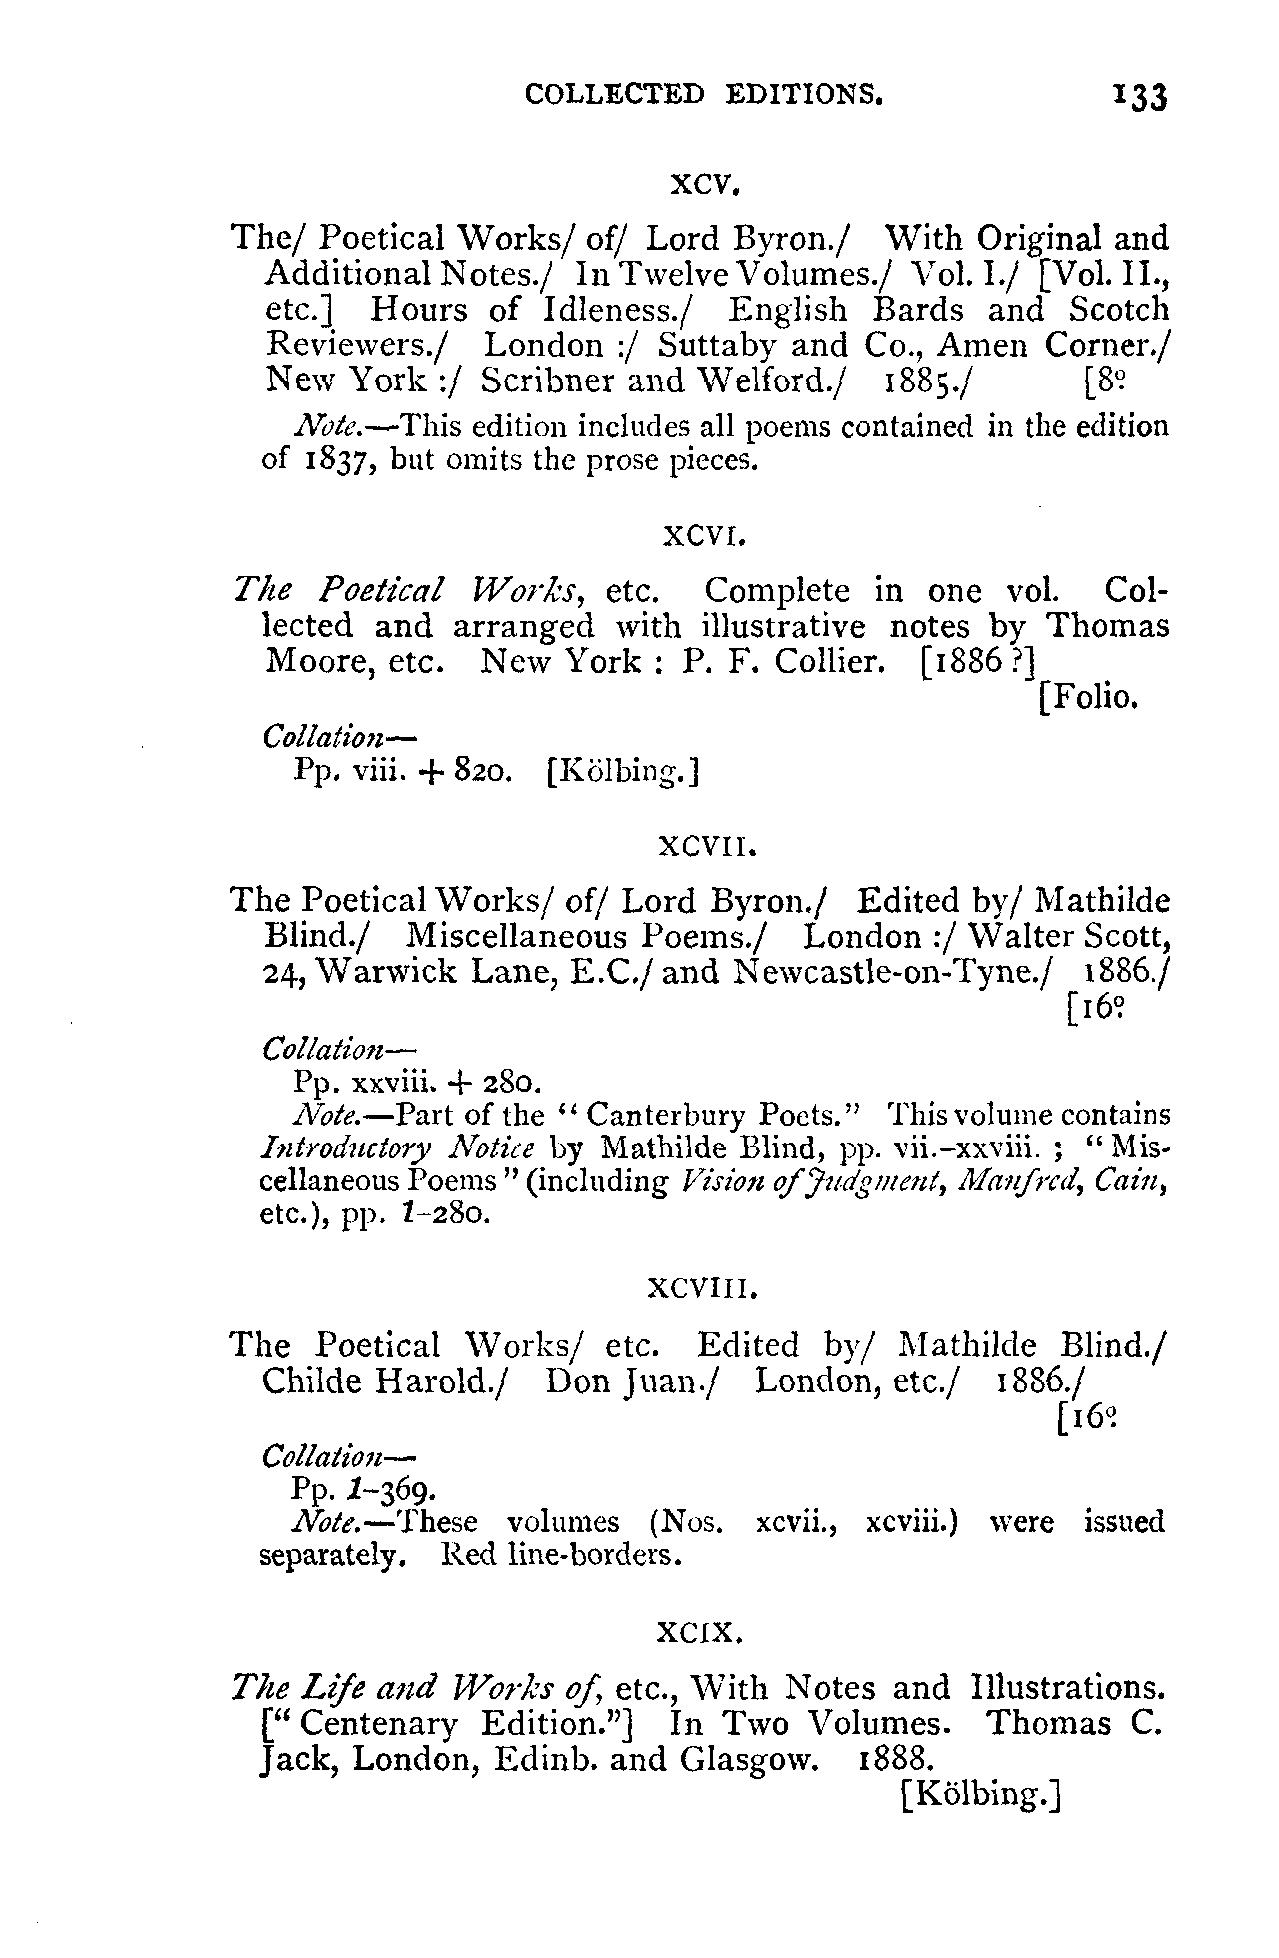 COLLECTED EDITIONS. 133
XCV.
The/ Poetical Works/ of/ Lord Byron./ With Original and
Additional Notes./ In Twelve Volumes./ Vol. I./ [Vol. II.,
etc.] Hours of Idleness./ English Bards and Scotch
Reviewers./ London :/ Suttaby and Co., Amen Corner./
New York :/ Scribner and Welford./ 1885./ [8º
Note.—This edition includes all poems contained in the edition
of 1837, but omits the prose pieces.
XCVI.
The Poetical Works, etc. Complete in one vol. Col-
lected and arranged with illustrative notes by Thomas
Moore, etc. New York : P. F. Collier. [1886 ?]
[Folio.
Collation—
Pp. viii. + 820. [Kölbing.]
XCVII.
The Poetical Works/ of/ Lord Byron./ Edited by/ Mathilde
Blind./ Miscellaneous Poems./ London :/ Walter Scott,
24, Warwick Lane, E.C./ and Newcastle-on-Tyne./ 1886./
[16º
Collation—
Pp. xxviii. + 280.
Note.—Part of the “ Canterbury Poets.” This volume contains
Introductory Notice by Mathilde Blind, pp. vii.–xxviii. ; “ Mis-
cellaneous Poems ” (including Vision of Judgment, Manfred, Cain,
etc.), pp. 1–280.
XCVIII.
The Poetical Works/ etc. Edited by/ Mathilde Blind./
Childe Harold./ Don Juan./ London, etc./ 1886./
[16º
Collation—
Pp. 1–369.
Note.—These volumes (Nos. xcvii., xcviii.) were issued
separately. Red line-borders.
XCIX.
The Life and Works of, etc., With Notes and Illustrations.
[“ Centenary Edition.”] In Two Volumes. Thomas C.
Jack, London, Edinb. and Glasgow. 1888.
[Kölbing.]